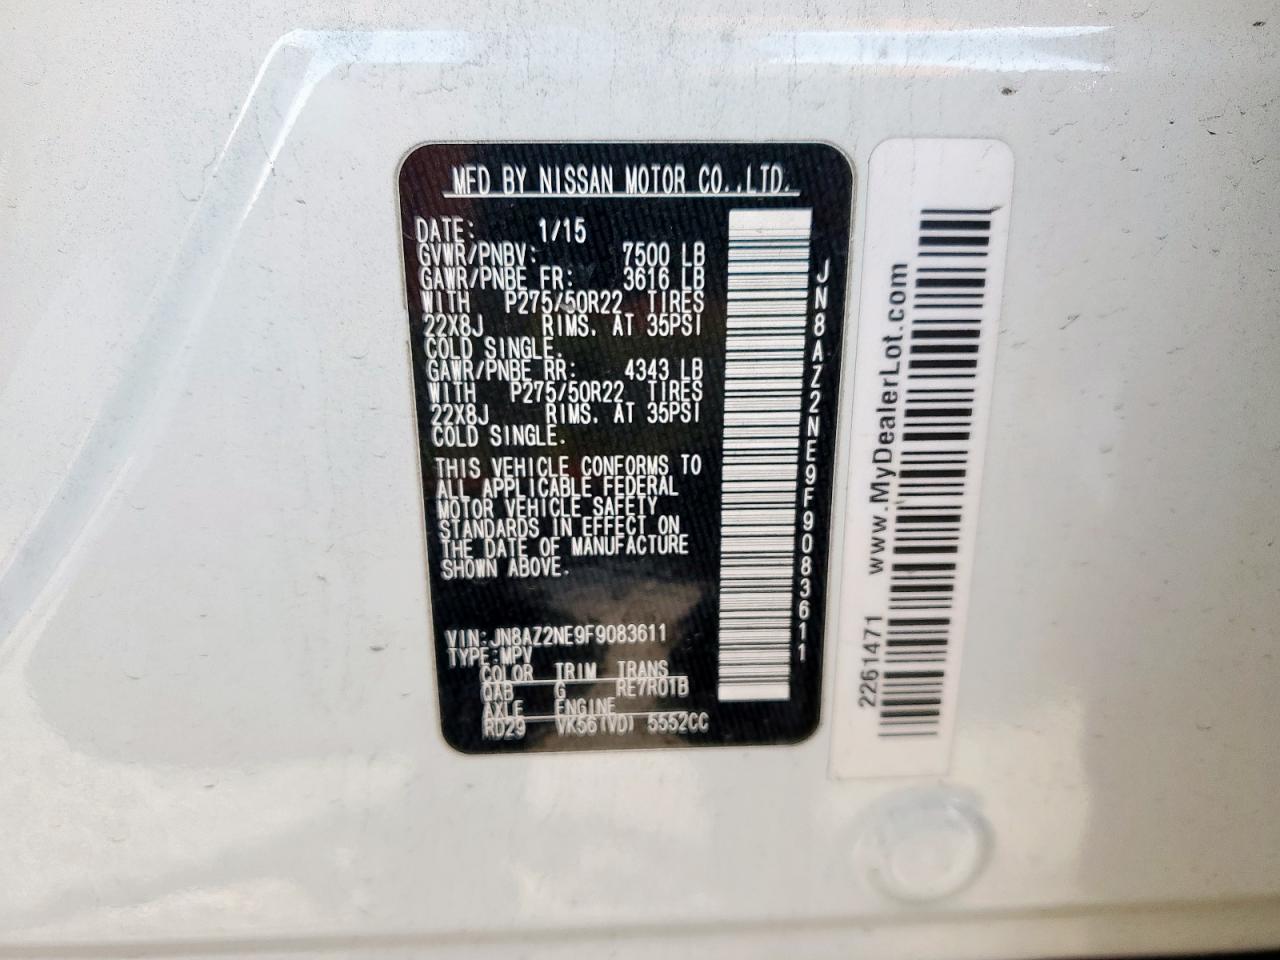 MFD BY NISSAN MOTOR CO.,LTD.
DATE: 1/15
GVWR/PNBV: 7500 LB
GAWR/PNBE FR: 3616 LB
WITH P275/50R22 TIRES
22X8J RIMS, AT 35PSI
COLD SINGLE.
GAWR/PNBE RR: 4343 LB
WITH P275/50R22 TIRES
22X8J RIMS, AT 35PSI
COLD SINGLE.
THIS VEHICLE CONFORMS TO
ALL APPLICABLE FEDERAL
MOTOR VEHICLE SAFETY
STANDARDS IN EFFECT ON
THE DATE OF MANUFACTURE
SHOWN ABOVE.
VIN:JN8AZ2NE9F9083611
TYPE:MPV
COLOR TRIM TRANS
QAB G RE7R01B
AXLE ENGINE
RD29 VK56(VD) 5552CC
JN8AZ2NE9F9083611
2261471 www.MyDealerLot.com